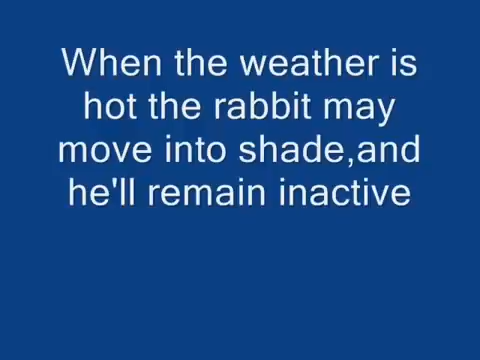 When the weather is
hot the rabbit may
move into shade,and
he'll remain inactive